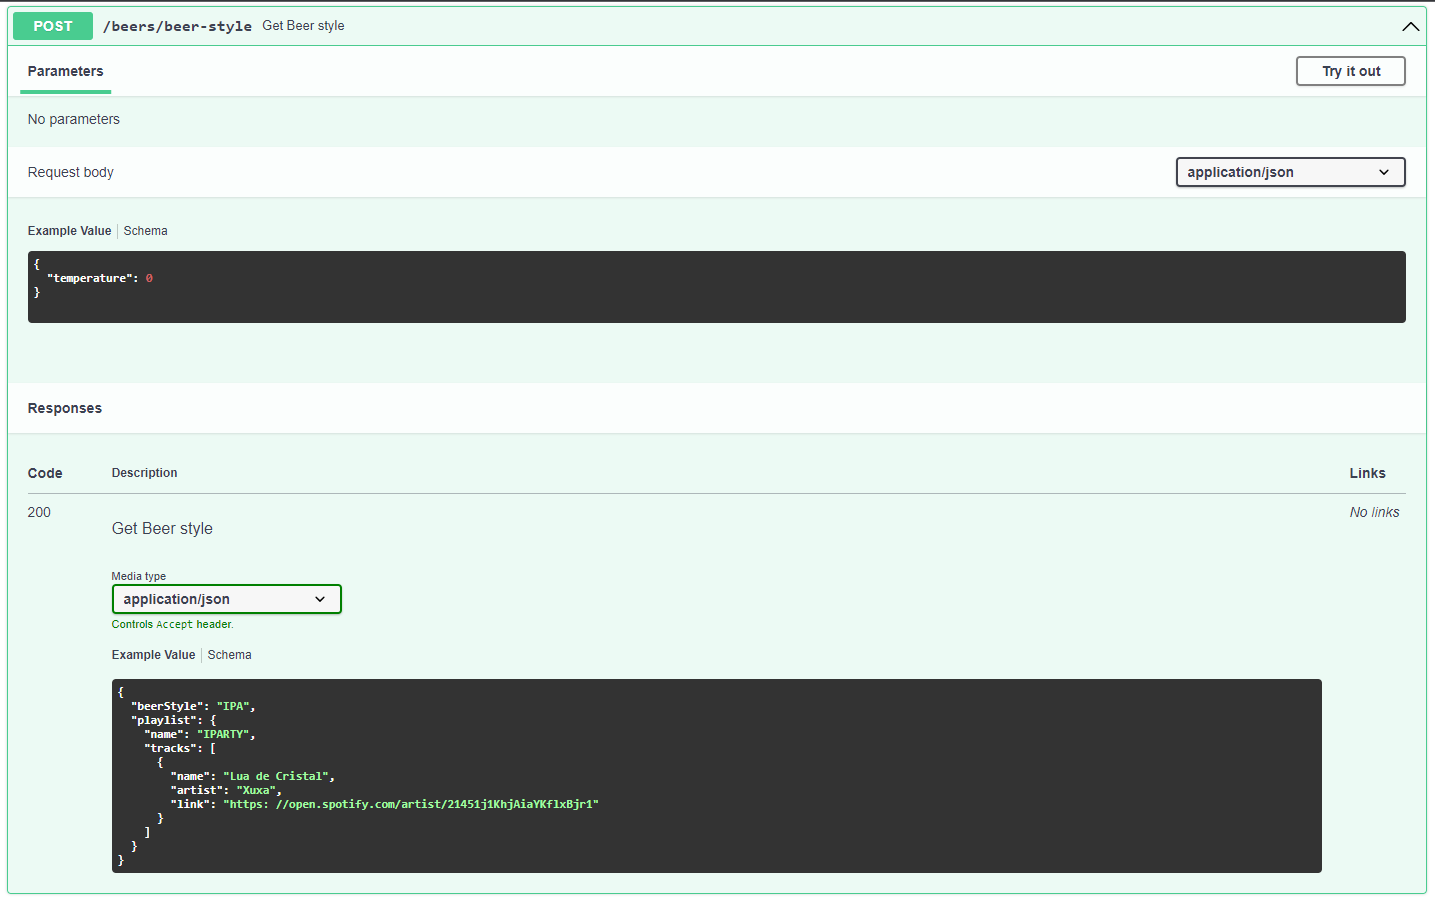 POST /beers/beer-style Get Beer style
Parameters
Try it out
No parameters
Request body
application/json
Example Value Schema
{
"temperature": 0
}
Responses
Code Description Links
200
Get Beer style
No links
Media type
application/json
Controls Accept header.
Example Value Schema
{
"beerStyle": "IPA",
"playlist": {
"name": "IPARTY",
"tracks": [
{
"name": "Lua de Cristal",
"artist": "Xuxa",
"link": "https: //open.spotify.com/artist/21451j1KhjAiaYKflxBjr1"
}
]
}
}